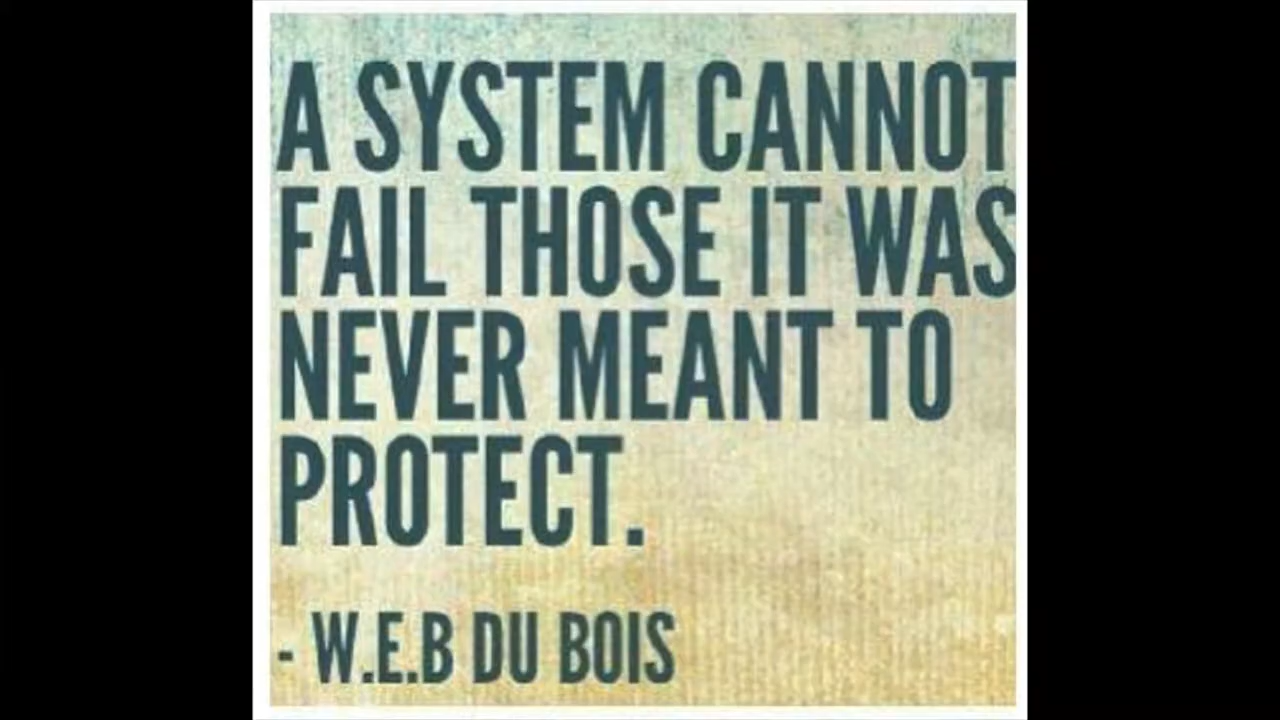 A SYSTEM CANNOT
FAIL THOSE IT WAS
NEVER MEANT TO
PROTECT.
- W.E.B DU BOIS